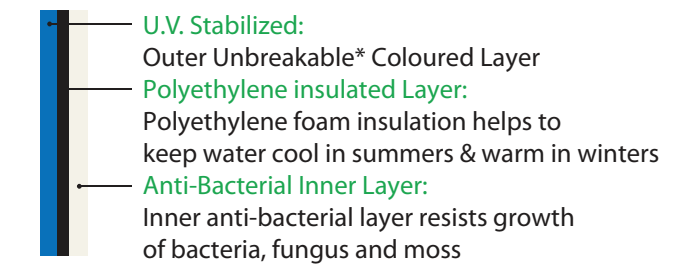 U.V. Stabilized:
Outer Unbreakable* Coloured Layer
Polyethylene insulated Layer:
Polyethylene foam insulation helps to
keep water cool in summers & warm in winters
Anti-Bacterial Inner Layer:
Inner anti-bacterial layer resists growth
of bacteria, fungus and moss